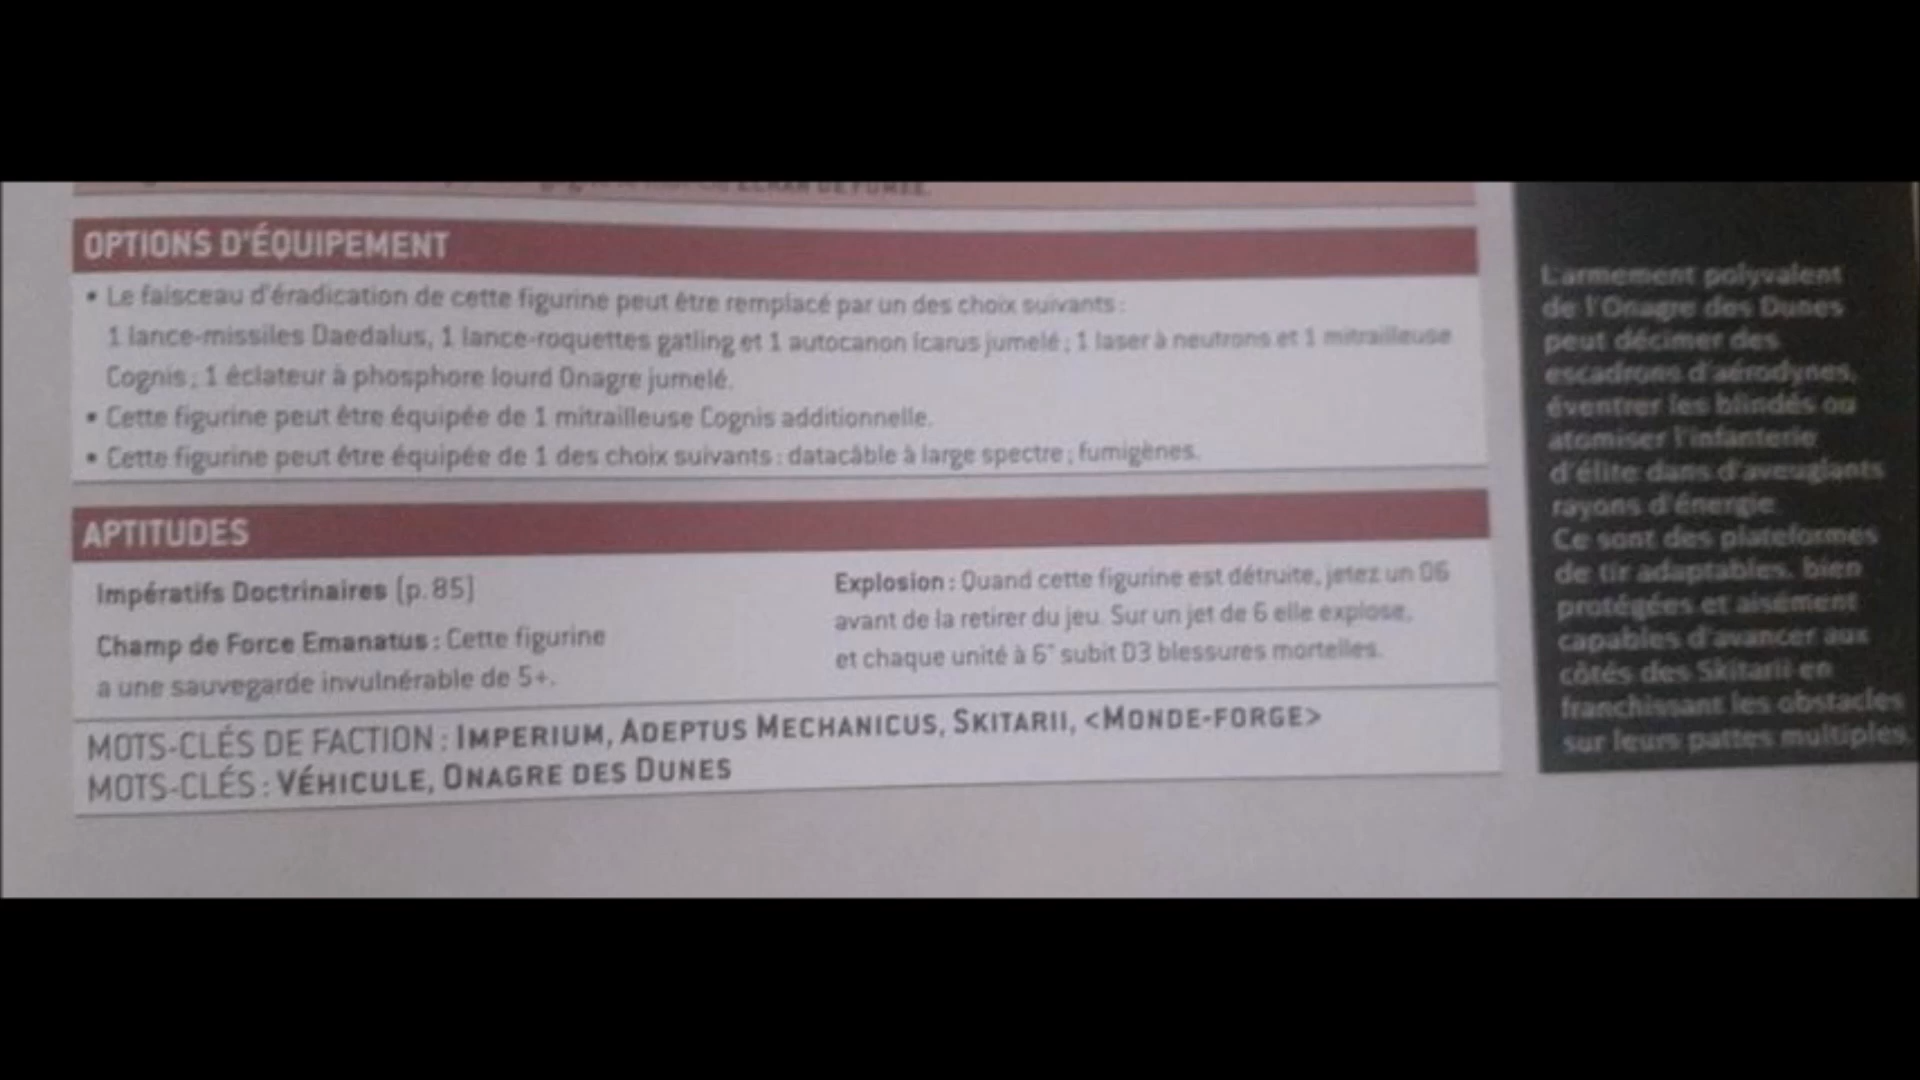 ÉCRAN DE FUMÉE.
OPTIONS D'ÉQUIPEMENT
• Le faisceau d'éradication de cette figurine peut être remplacé par un des choix suivants :
1 lance-missiles Daedalus, 1 lance-roquettes gatling et 1 autocanon Icarus jumelé ; 1 laser à neutrons et 1 mitrailleuse
Cognis ; 1 éclateur à phosphore lourd Onagre jumelé.
• Cette figurine peut être équipée de 1 mitrailleuse Cognis additionnelle.
• Cette figurine peut être équipée de 1 des choix suivants : datacâble à large spectre ; fumigènes.
APTITUDES
Impératifs Doctrinaires (p. 85)
Champ de Force Emanatus : Cette figurine
a une sauvegarde invulnérable de 5+.
Explosion : Quand cette figurine est détruite, jetez un D6
avant de la retirer du jeu. Sur un jet de 6 elle explose,
et chaque unité à 6" subit D3 blessures mortelles.
MOTS-CLÉS DE FACTION : IMPERIUM, ADEPTUS MECHANICUS, SKITARII, <MONDE-FORGE>
MOTS-CLÉS : VÉHICULE, ONAGRE DES DUNES
L'armement polyvalent
de l'Onagre des Dunes
peut décimer des
escadrons d'aérodynes,
éventrer les blindés ou
atomiser l'infanterie
d'élite dans d'aveuglants
rayons d'énergie.
Ce sont des plateformes
de tir adaptables, bien
protégées et aisément
capables d'avancer aux
côtés des Skitarii en
franchissant les obstacles
sur leurs pattes multiples.